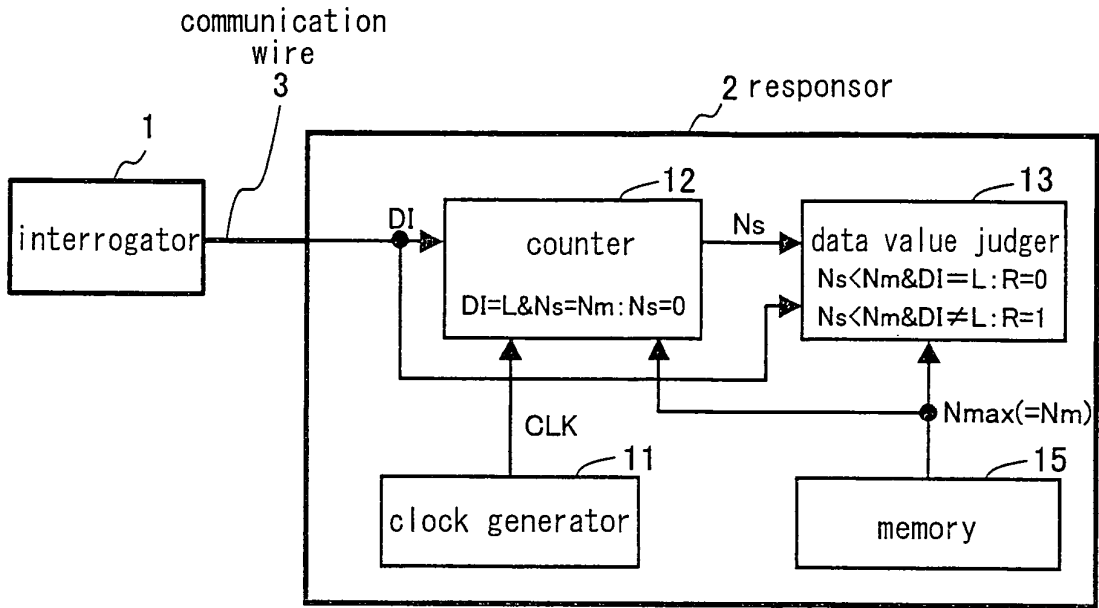 communication
wire
3
2 responsor
1
interrogator
12
DI
counter
DI=L&Ns=Nm:Ns=0
Ns
13
data value judger
Ns<Nm&DI=L:R=0
Ns<Nm&DI≠L:R=1
CLK
Nmax(=Nm)
11
clock generator
15
memory